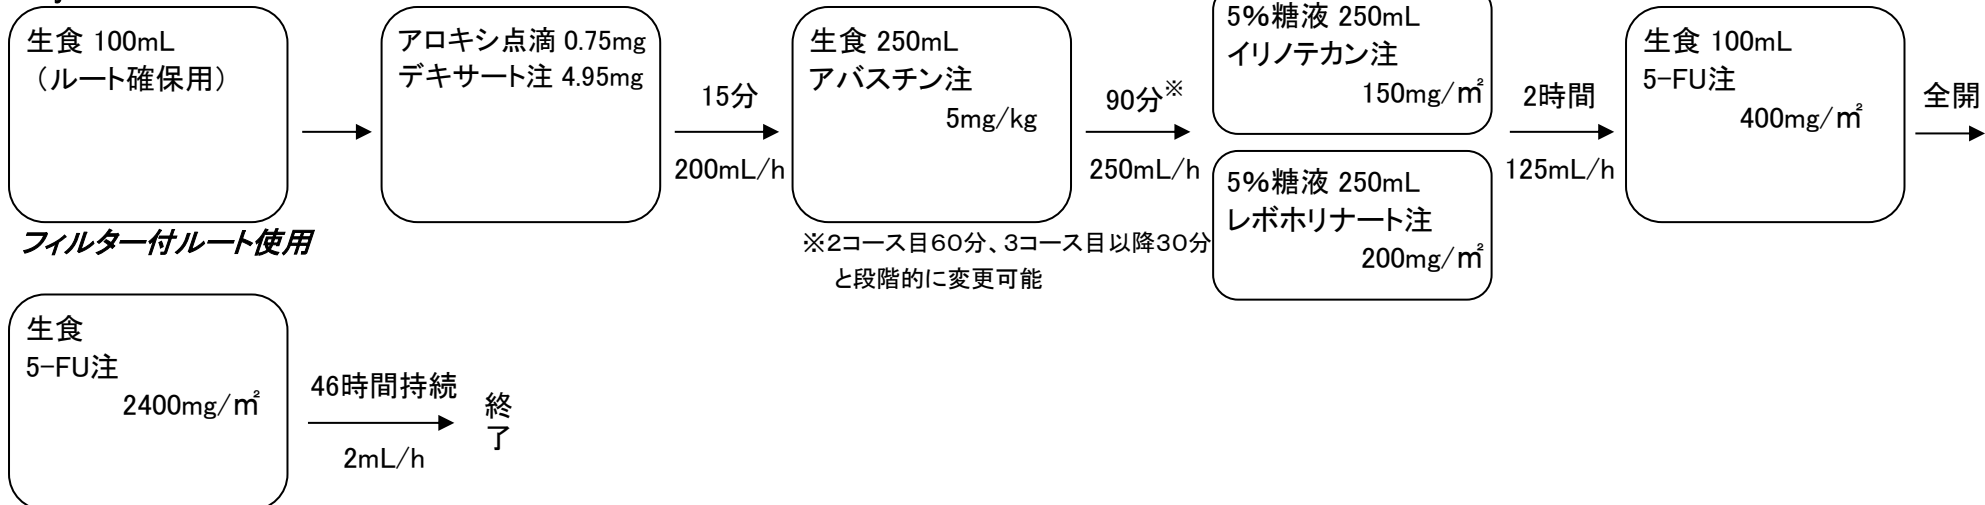 生食 100mL
（ルート確保用）
フィルター付ルート使用
アロキシ点滴 0.75mg
デキサート注 4.95mg
15分
200mL/h
生食 250mL
アバスチン注
5mg/kg
※2コース目60分、3コース目以降30分
と段階的に変更可能
90分※
250mL/h
5%糖液 250mL
イリノテカン注
150mg/㎡
5%糖液 250mL
レボホリナート注
200mg/㎡
2時間
125mL/h
生食 100mL
5-FU注
400mg/㎡
全開
生食
5-FU注
2400mg/㎡
46時間持続
2mL/h
終了